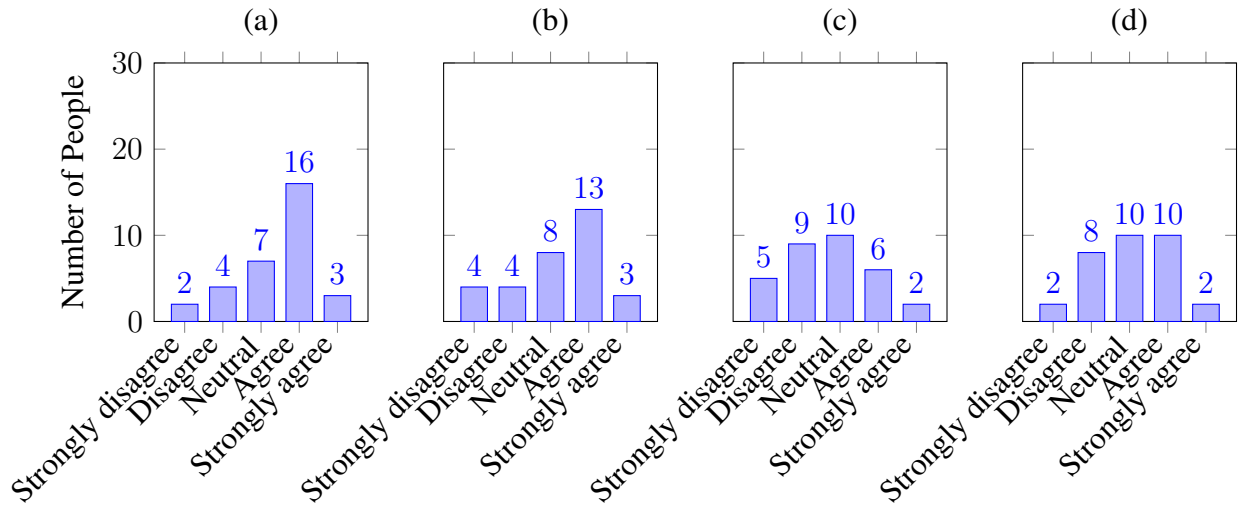 (a)
(b)
(c)
(d)
Number of People
30
20
10
0
2
4
7
16
3
4
4
8
13
3
5
9
10
6
2
2
8
10
10
2
Strongly disagree
Disagree
Neutral
Agree
Strongly agree
Strongly disagree
Disagree
Neutral
Agree
Strongly agree
Strongly disagree
Disagree
Neutral
Agree
Strongly agree
Strongly disagree
Disagree
Neutral
Agree
Strongly agree